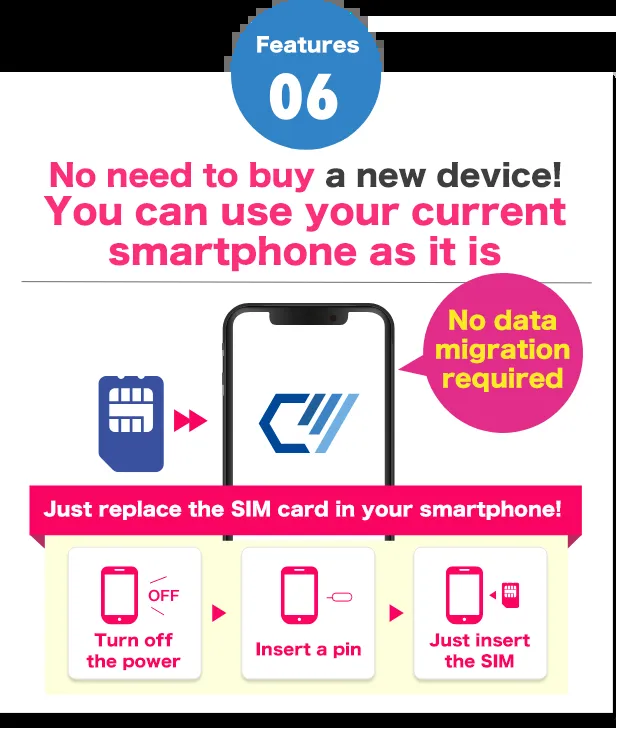 Features
06
No need to buy a new device!
You can use your current
smartphone as it is
No data
migration
required
Just replace the SIM card in your smartphone!
OFF
Turn off
the power
Insert a pin
Just insert
the SIM